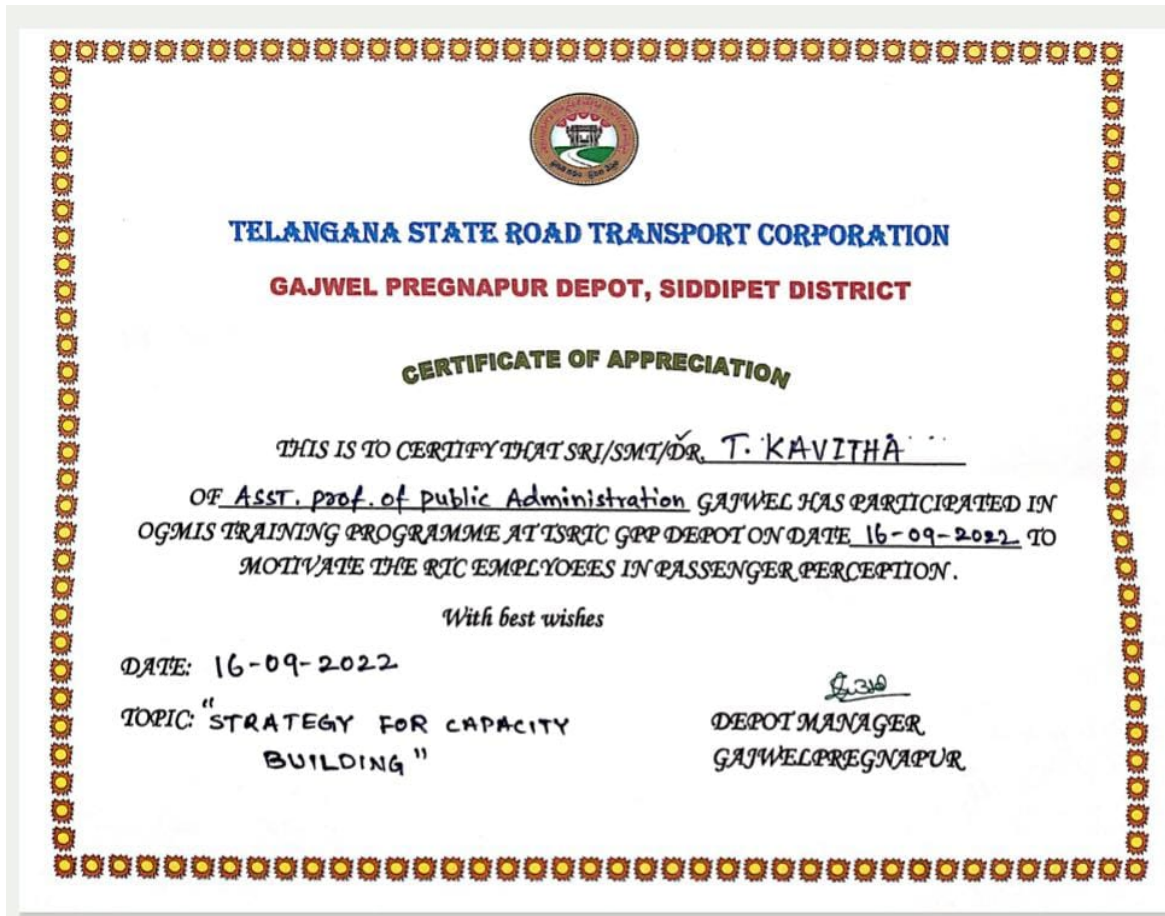 TELANGANA STATE ROAD TRANSPORT CORPORATION
GAJWEL PREGNAPUR DEPOT, SIDDIPET DISTRICT
CERTIFICATE OF APPRECIATION
THIS IS TO CERTIFY THAT SRI/SMT/DR. T. KAVITHA
OF ASST. prof. of public Administration GAJWEL HAS PARTICIPATED IN
OGMIS TRAINING PROGRAMME AT TSRTC GPP DEPOT ON DATE 16-09-2022 TO
MOTIVATE THE RTC EMPLYOEES IN PASSENGER PERCEPTION.
With best wishes
DATE: 16-09-2022
TOPIC: "STRATEGY FOR CAPACITY
BUILDING"
DEPOT MANAGER
GAJWELPREGNAPUR